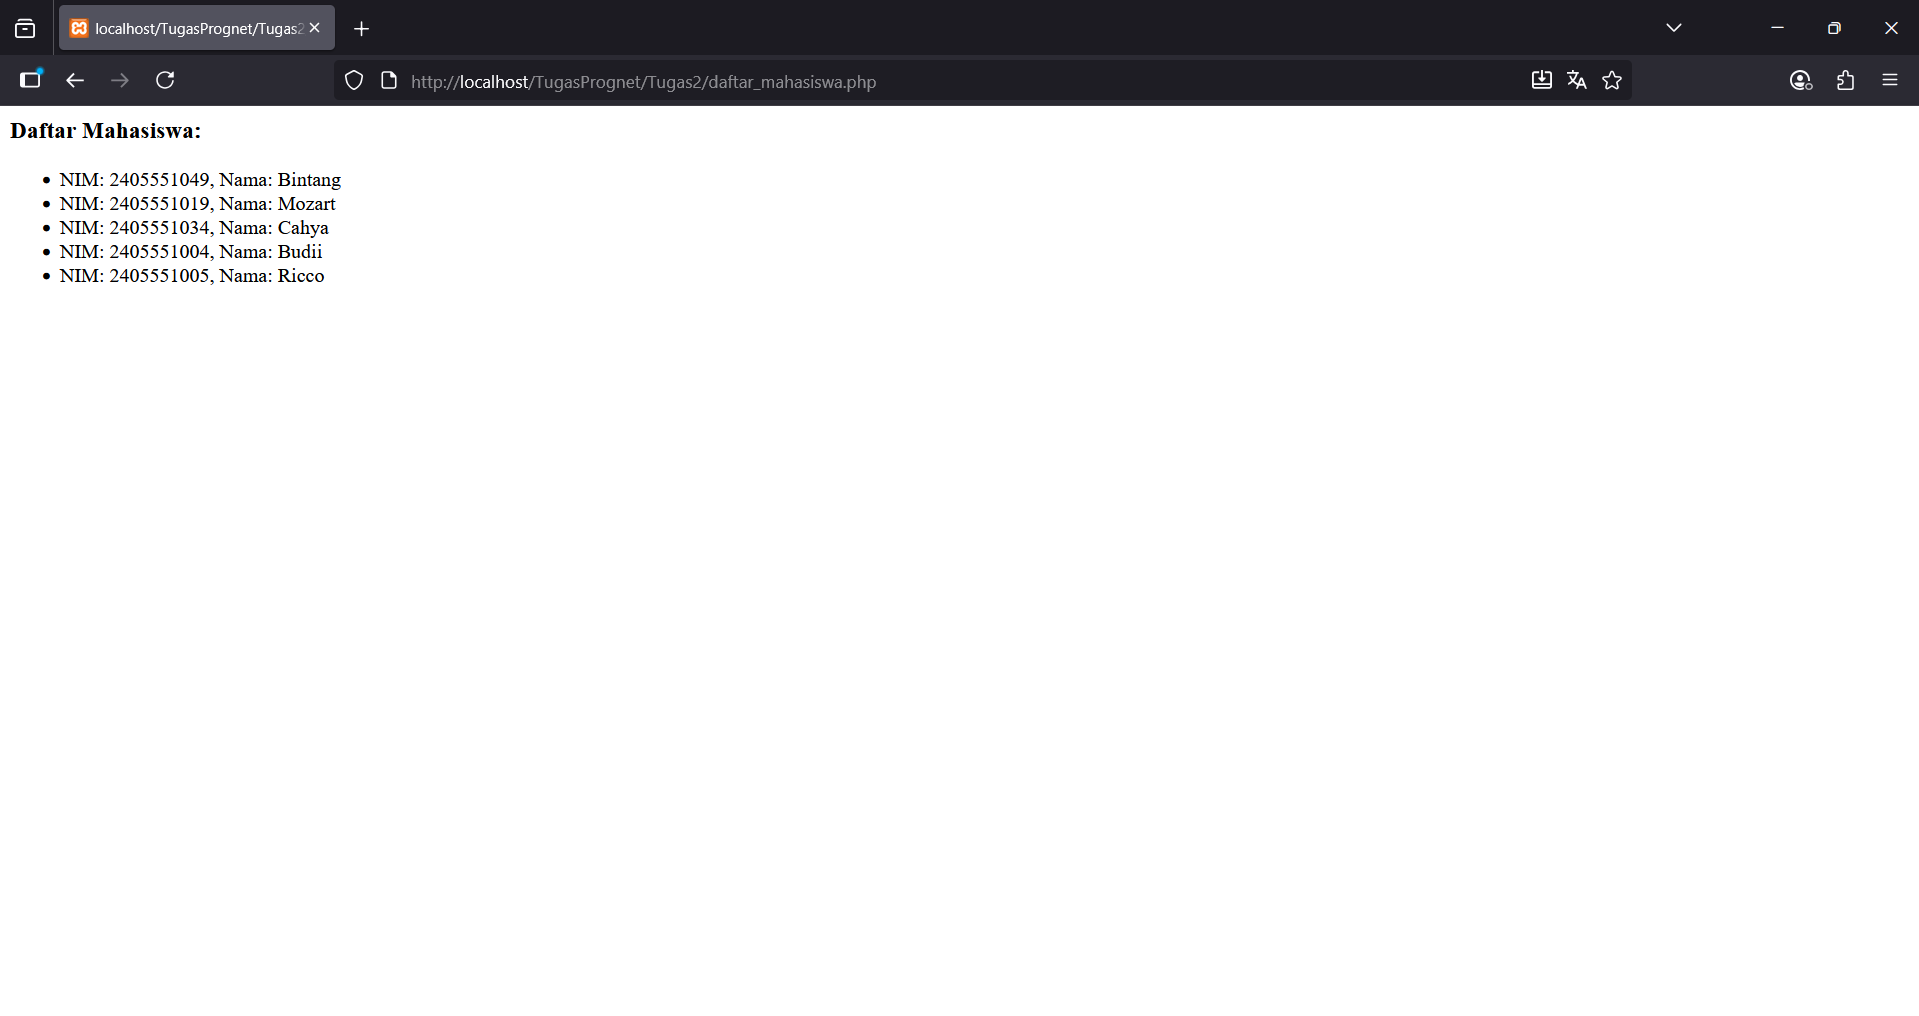 localhost/TugasPrognet/Tugas2
http://localhost/TugasPrognet/Tugas2/daftar_mahasiswa.php
Daftar Mahasiswa:
• NIM: 2405551049, Nama: Bintang
• NIM: 2405551019, Nama: Mozart
• NIM: 2405551034, Nama: Cahya
• NIM: 2405551004, Nama: Budii
• NIM: 2405551005, Nama: Ricco